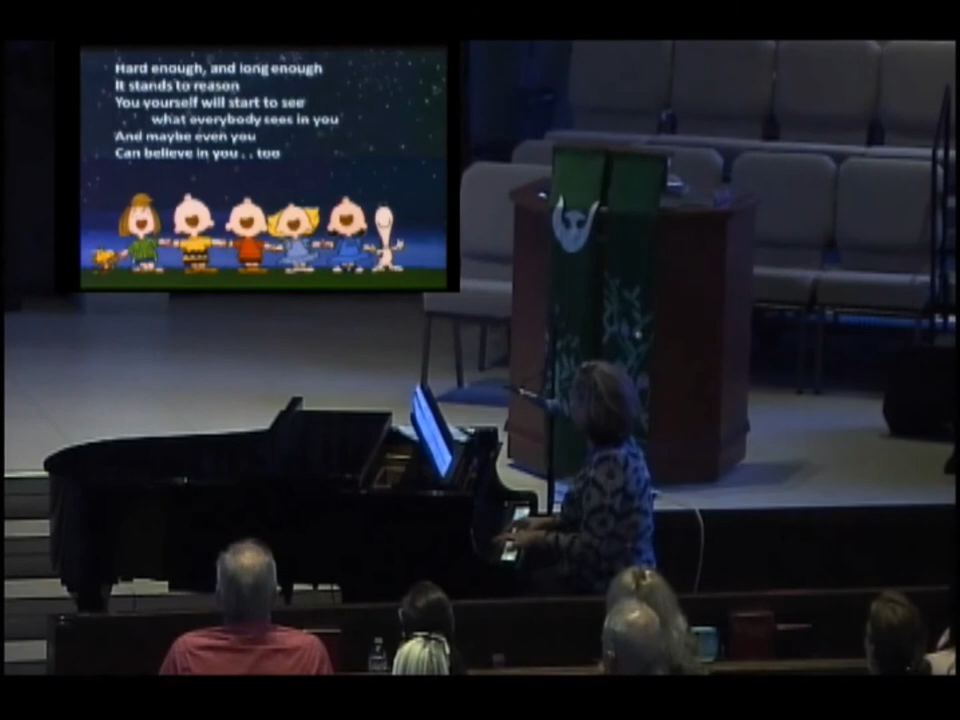 Hard enough, and long enough
It stands to reason
You yourself will start to see
what everybody sees in you
And maybe even you
Can believe in you . . too